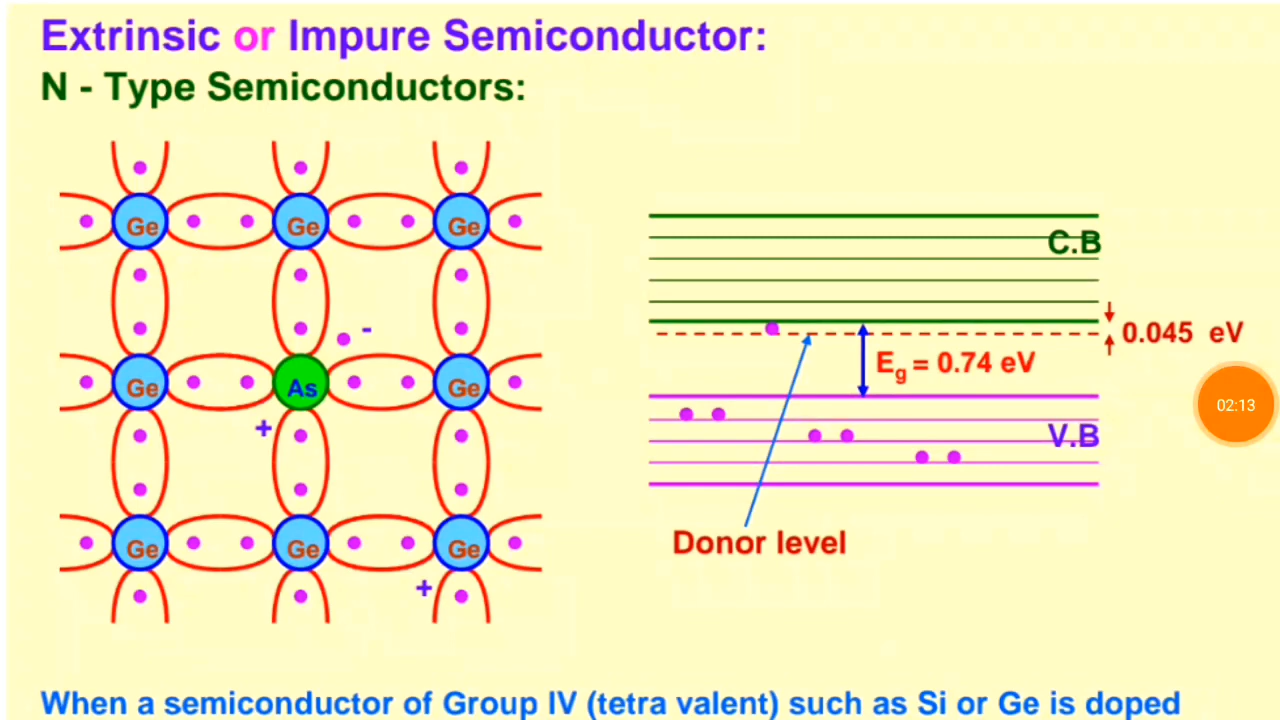 Extrinsic or Impure Semiconductor:
N - Type Semiconductors:
Ge
Ge
Ge
-
Ge
As
Ge
+
Ge
Ge
Ge
+
C.B
0.045 eV
Eg = 0.74 eV
02:13
V.B
Donor level
When a semiconductor of Group IV (tetra valent) such as Si or Ge is doped